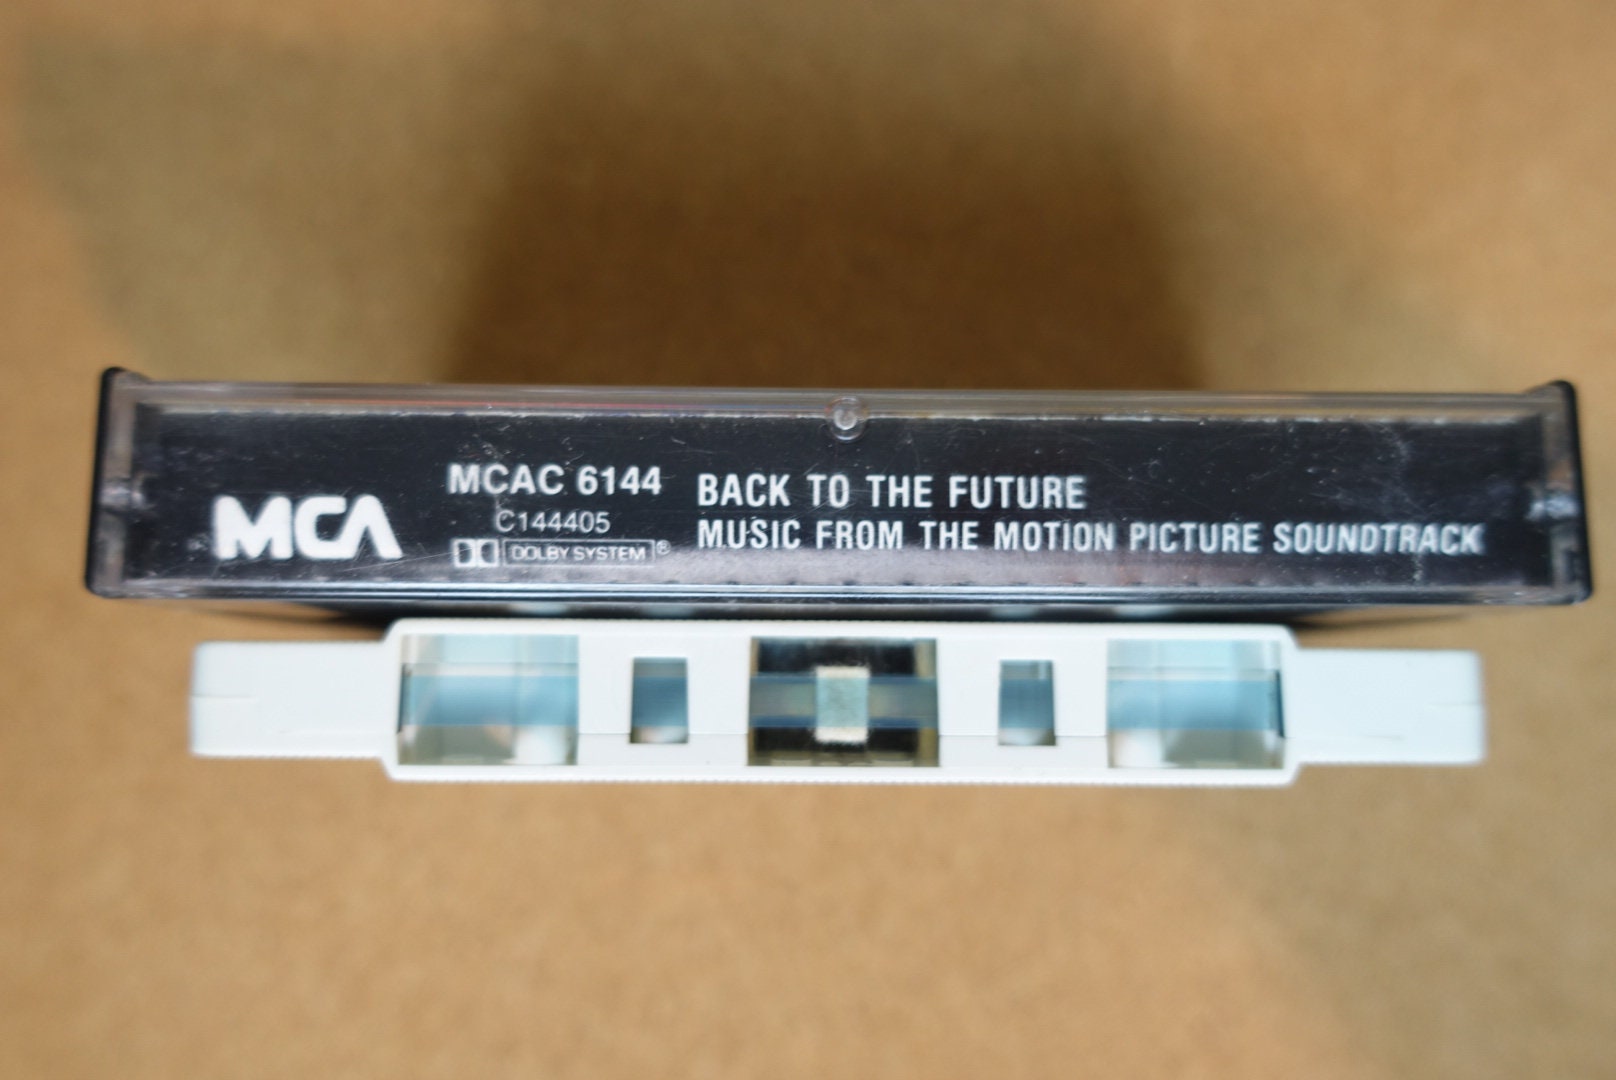 MCA
MCAC 6144
C144405
DOLBY SYSTEM®
BACK TO THE FUTURE
MUSIC FROM THE MOTION PICTURE SOUNDTRACK